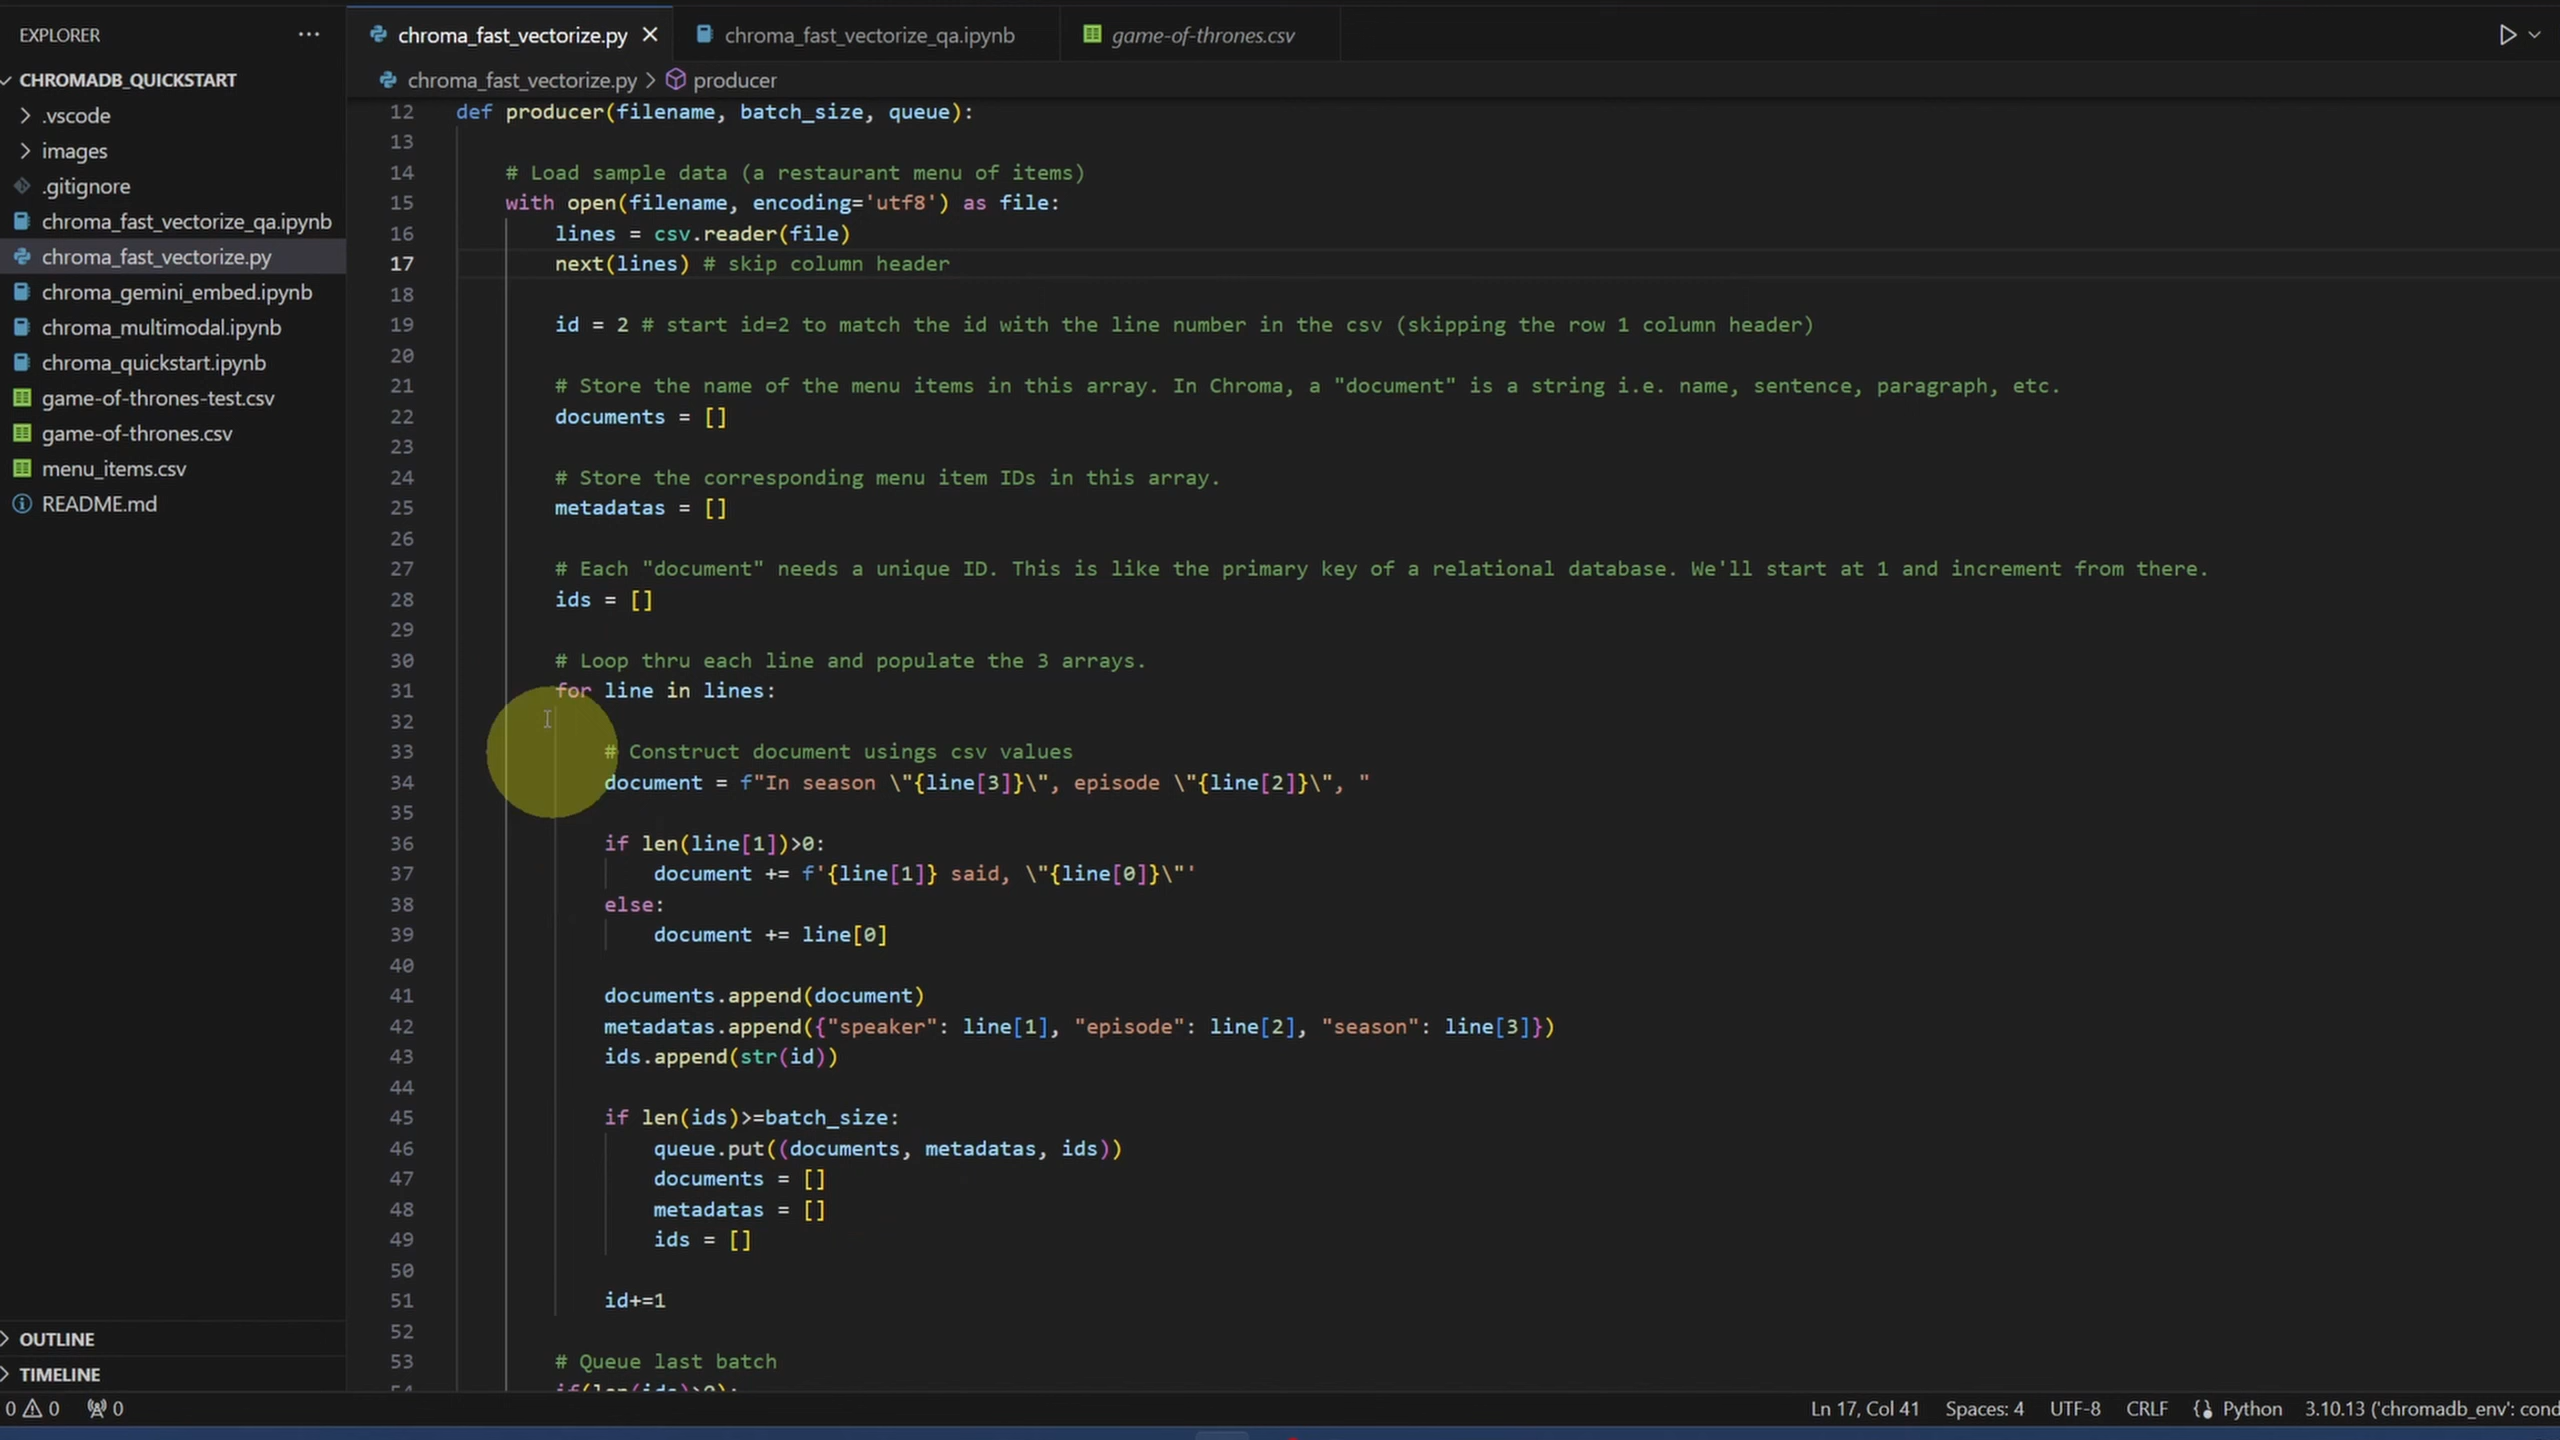 EXPLORER
CHROMADB_QUICKSTART
.vscode
images
.gitignore
chroma_fast_vectorize_qa.ipynb
chroma_fast_vectorize.py
chroma_gemini_embed.ipynb
chroma_multimodal.ipynb
chroma_quickstart.ipynb
game-of-thrones-test.csv
game-of-thrones.csv
menu_items.csv
README.md
OUTLINE
TIMELINE
chroma_fast_vectorize.py chroma_fast_vectorize_qa.ipynb game-of-thrones.csv
chroma_fast_vectorize.py > producer
12 def producer(filename, batch_size, queue):
13
14 # Load sample data (a restaurant menu of items)
15 with open(filename, encoding='utf8') as file:
16 lines = csv.reader(file)
17 next(lines) # skip column header
18
19 id = 2 # start id=2 to match the id with the line number in the csv (skipping the row 1 column header)
20
21 # Store the name of the menu items in this array. In Chroma, a "document" is a string i.e. name, sentence, paragraph, etc.
22 documents = []
23
24 # Store the corresponding menu item IDs in this array.
25 metadatas = []
26
27 # Each "document" needs a unique ID. This is like the primary key of a relational database. We'll start at 1 and increment from there.
28 ids = []
29
30 # Loop thru each line and populate the 3 arrays.
31 for line in lines:
32
33 # Construct document usings csv values
34 document = f"In season \"{line[3]}\", episode \"{line[2]}\", "
35
36 if len(line[1])>0:
37 document += f'{line[1]} said, \"{line[0]}\"'
38 else:
39 document += line[0]
40
41 documents.append(document)
42 metadatas.append({"speaker": line[1], "episode": line[2], "season": line[3]})
43 ids.append(str(id))
44
45 if len(ids)>=batch_size:
46 queue.put((documents, metadatas, ids))
47 documents = []
48 metadatas = []
49 ids = []
50
51 id+=1
52
53 # Queue last batch
54 if(len(ids)>0):
0 0 0 Ln 17, Col 41 Spaces: 4 UTF-8 CRLF Python 3.10.13 ('chromadb_env': cond